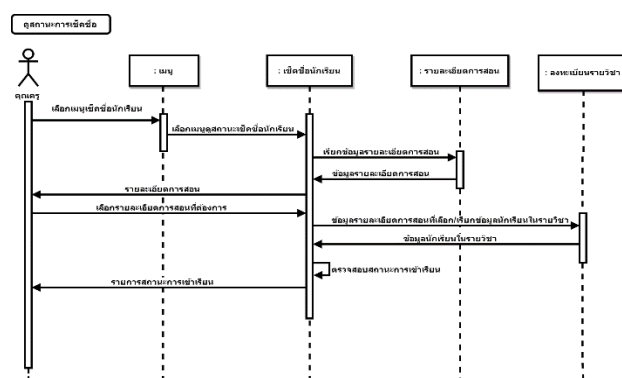 ดูสถานะการเช็คชื่อ
: เมนู
: เช็คชื่อนักเรียน
: รายละเอียดการสอน
: ลงทะเบียนรายวิชา
คุณครู
เลือกเมนูเช็คชื่อนักเรียน
เลือกเมนูดูสถานะเช็คชื่อนักเรียน
เรียกข้อมูลรายละเอียดการสอน
ข้อมูลรายละเอียดการสอน
รายละเอียดการสอน
เลือกรายละเอียดการสอนที่ต้องการ
ข้อมูลรายละเอียดการสอนที่เลือก/เรียกข้อมูลนักเรียนในรายวิชา
ข้อมูลนักเรียนในรายวิชา
ตรวจสอบสถานะการเข้าเรียน
รายการสถานะการเข้าเรียน